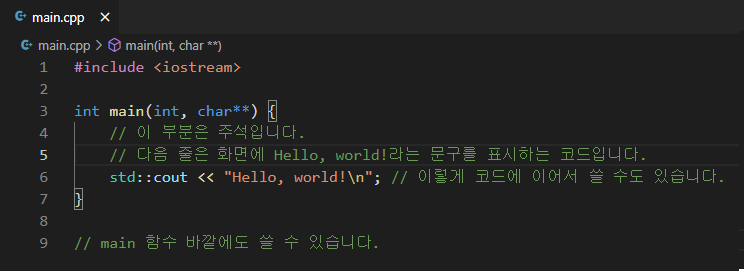 main.cpp ×
main.cpp > main(int, char **)
1 #include <iostream>
2
3 int main(int, char**) {
4 // 이 부분은 주석입니다.
5 // 다음 줄은 화면에 Hello, world!라는 문구를 표시하는 코드입니다.
6 std::cout << "Hello, world!\n"; // 이렇게 코드에 이어서 쓸 수도 있습니다.
7 }
8
9 // main 함수 바깥에도 쓸 수 있습니다.